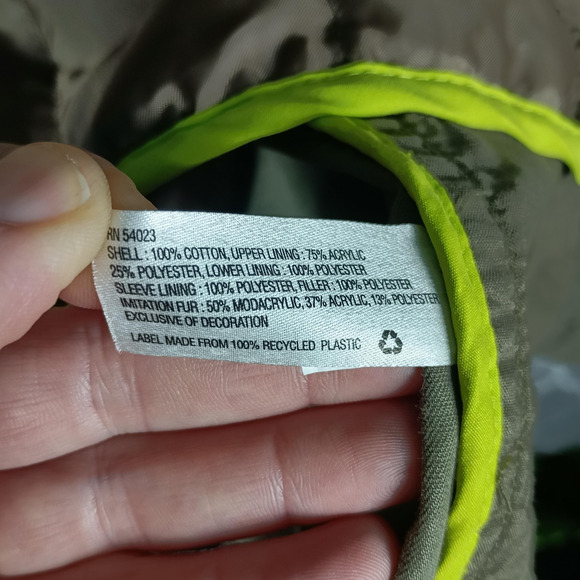 RN 54023
SHELL : 100% COTTON, UPPER LINING : 75% ACRYLIC
25% POLYESTER, LOWER LINING : 100% POLYESTER
SLEEVE LINING : 100% POLYESTER, FILLER : 100% POLYESTER
IMITATION FUR : 50% MODACRYLIC, 37% ACRYLIC, 13% POLYESTER
EXCLUSIVE OF DECORATION
LABEL MADE FROM 100% RECYCLED PLASTIC